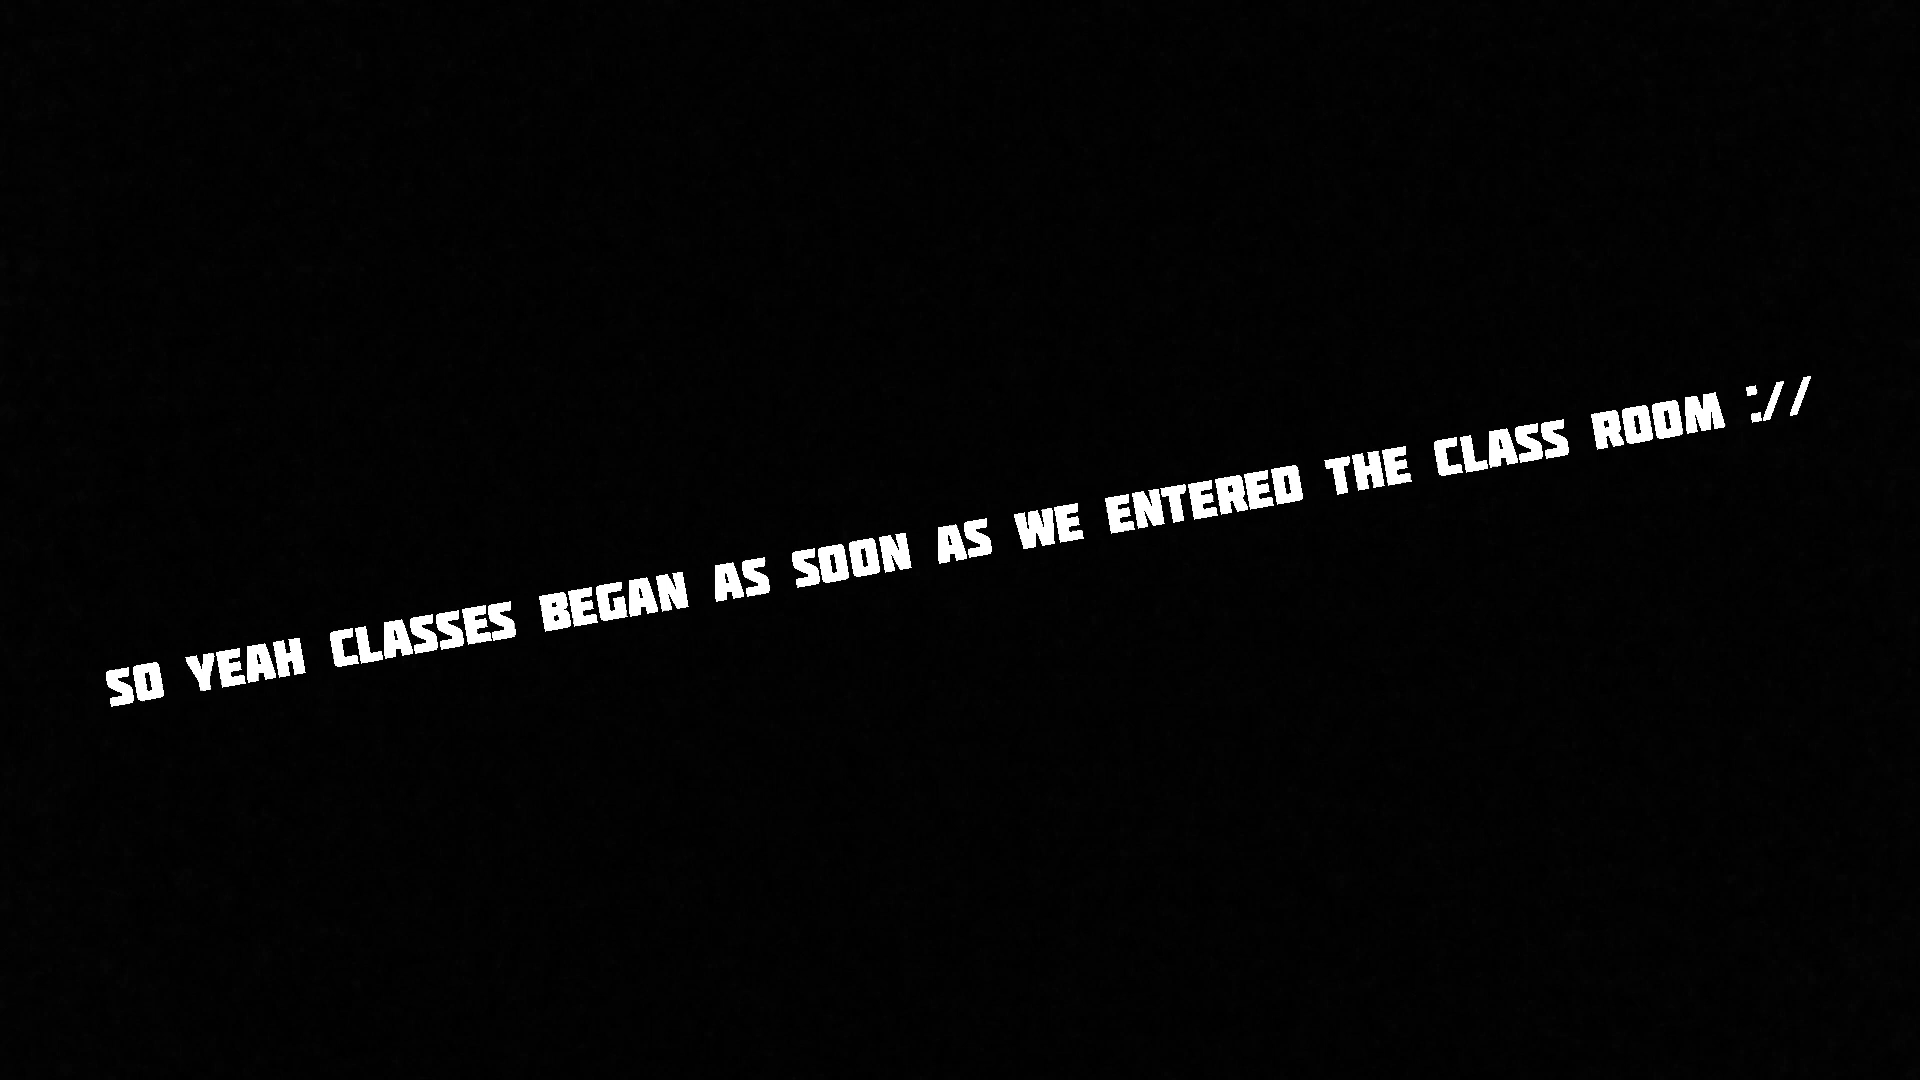 SO YEAH CLASSES BEGAN AS SOON AS WE ENTERED THE CLASS ROOM ://